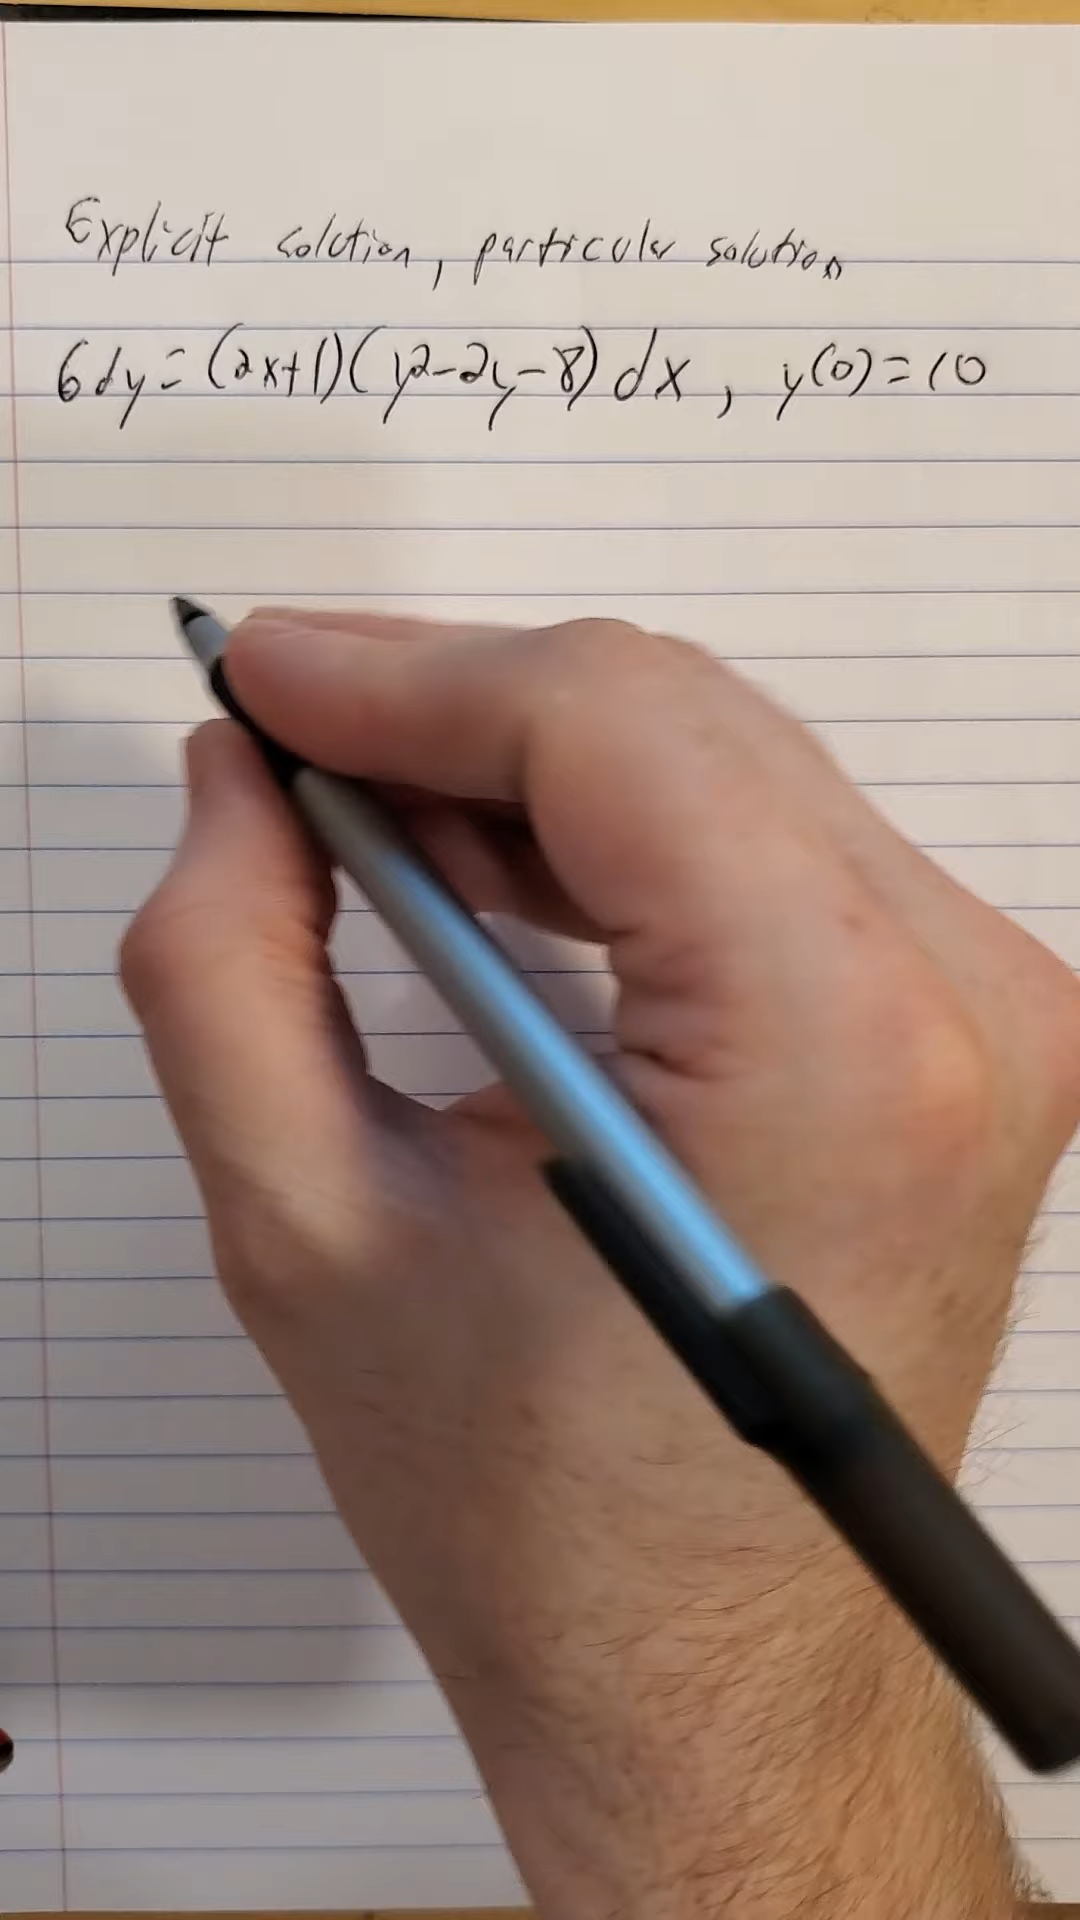 Explicit solution, particular solution
6dy = (2x+1)(y²-2y-8)dx, y(0)=10